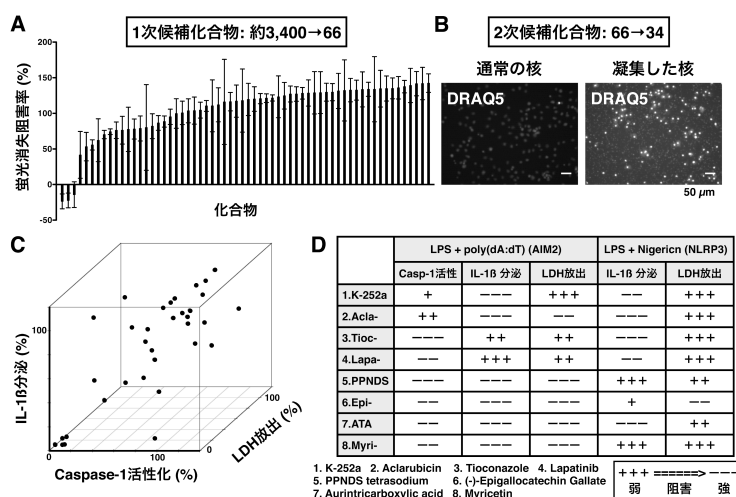 A
1次候補化合物: 約3,400→66
200
150
100
50
0
-50
蛍光消失阻害率 (%)
化合物
B
2次候補化合物: 66→34
通常の核 凝集した核
DRAQ5 DRAQ5
50 µm
C
100
0
100
0
100
IL-1ß分泌 (%)
Caspase-1活性化 (%)
LDH放出 (%)
D
LPS + poly(dA:dT) (AIM2) LPS + Nigericn (NLRP3)
Casp-1活性 IL-1ß 分泌 LDH放出 IL-1ß 分泌 LDH放出
1.K-252a + −−− +++ −− +++
2.Acla- ++ −−− −− −−− +++
3.Tioc- −−− ++ ++ −−− +++
4.Lapa- −− +++ ++ −− +++
5.PPNDS −−− −−− −−− +++ ++
6.Epi- −− −−− −−− + −−
7.ATA −− −−− −−− −−− ++
8.Myri- −− −−− −−− +++ +++
1. K-252a 2. Aclarubicin 3. Tioconazole 4. Lapatinib
5. PPNDS tetrasodium 6. (-)-Epigallocatechin Gallate
7. Aurintricarboxylic acid 8. Myricetin
+++ ======> −−−
弱 阻害 強